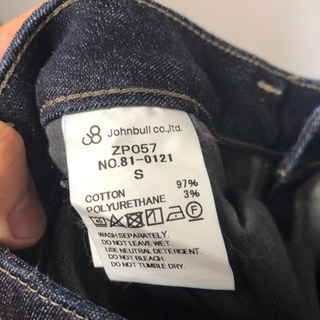 Johnbull co.,ltd.
ZP057
NO.81-0121
S
COTTON 97%
POLYURETHANE 3%
WASH SEPARATELY.
DO NOT LEAVE WET.
USE NEUTRAL DETERGENT.
DO NOT BLEACH.
DO NOT TUMBLE DRY.